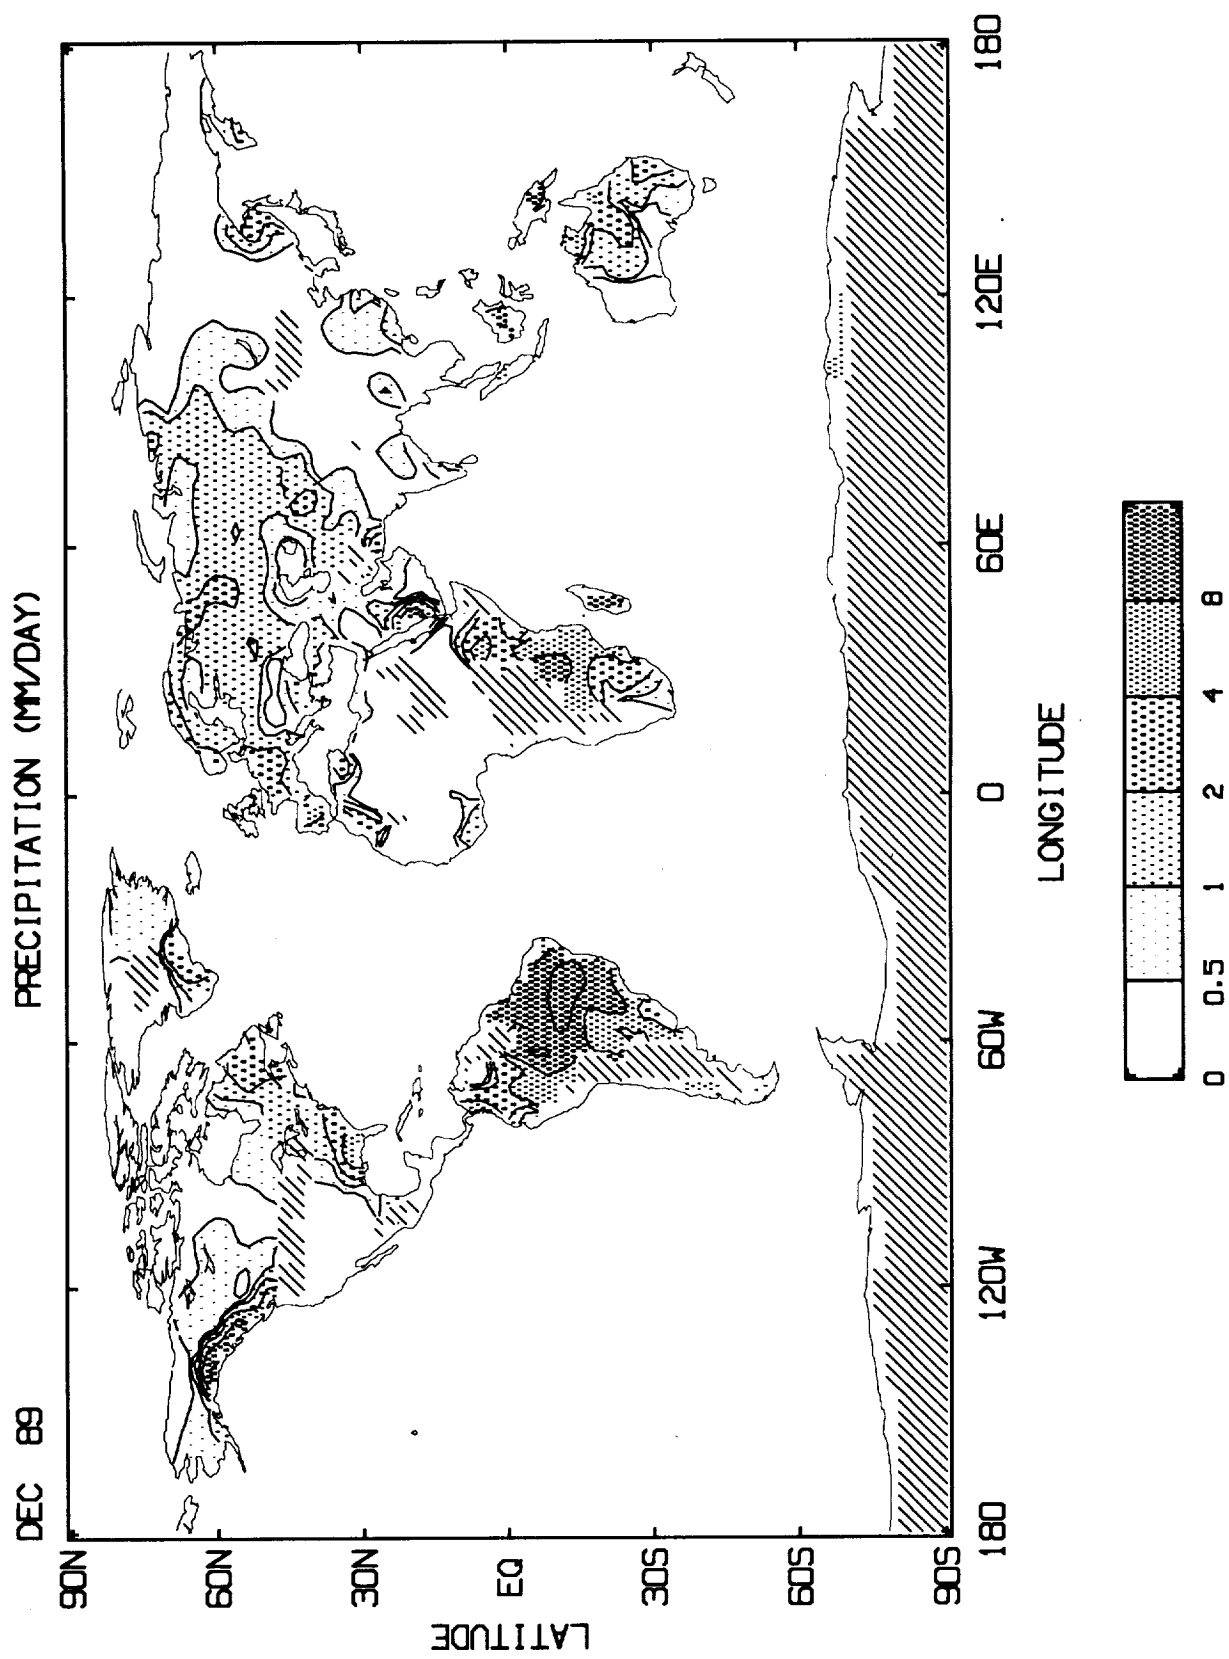 DEC 89 PRECIPITATION (MM/DAY)
90N
60N
30N
EQ
30S
60S
90S
LATITUDE
180 120W 60W 0 60E 120E 180
LONGITUDE
0 0.5 1 2 4 8